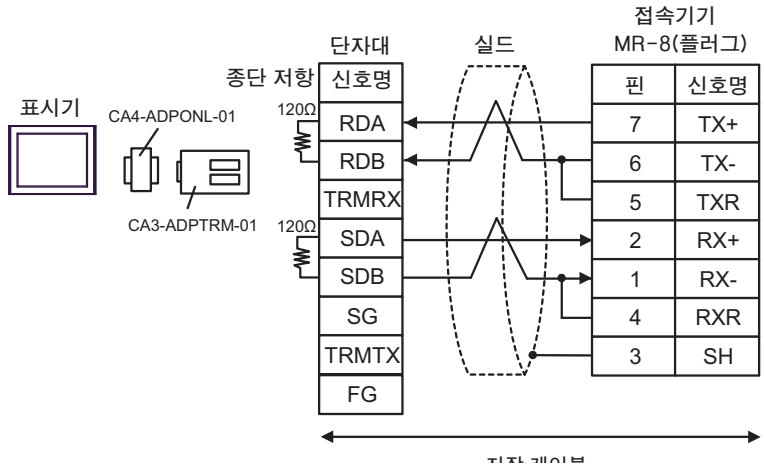 접속기기
MR-8(플러그)
단자대
실드
종단 저항
신호명
핀
신호명
표시기
CA4-ADPONL-01
CA3-ADPTRM-01
120Ω
120Ω
RDA
7
TX+
RDB
6
TX-
TRMRX
5
TXR
SDA
2
RX+
SDB
1
RX-
SG
4
RXR
TRMTX
3
SH
FG